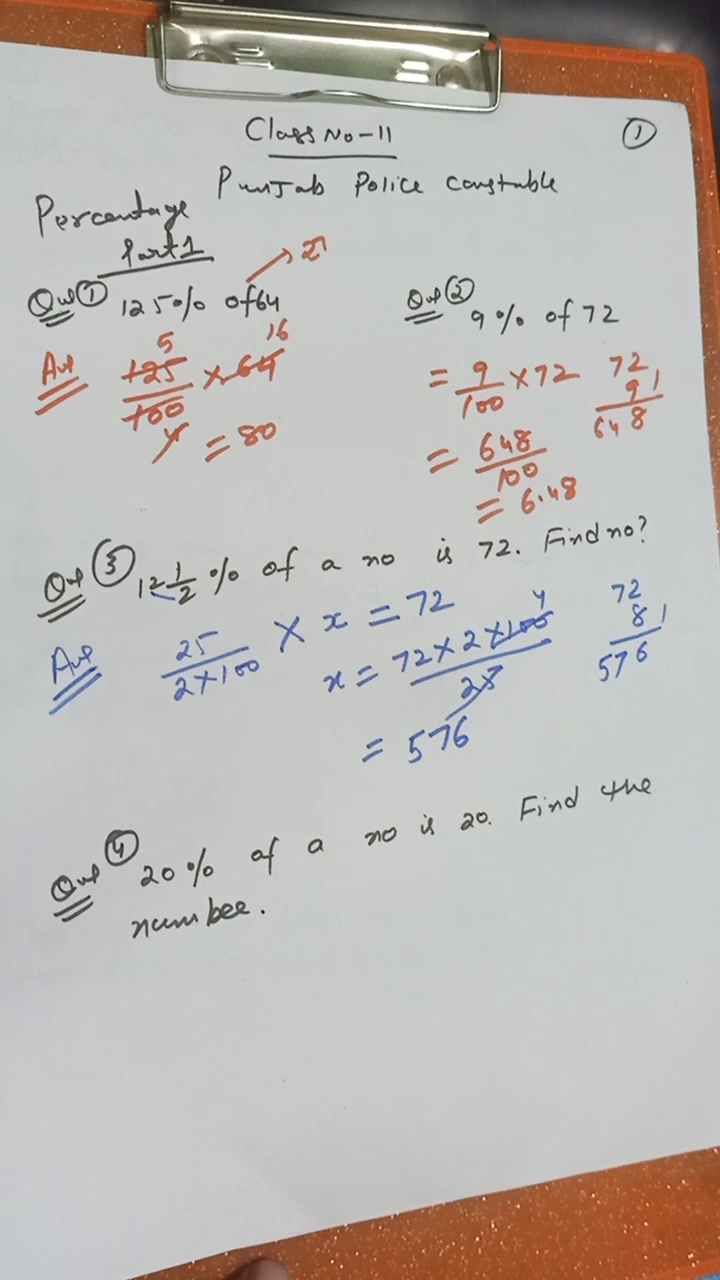 Class No-11
①
Punjab Police constable
Percentage
Part 1
Que ① 125% of 64
Ans 125/100 × 64
5
16
4
= 80
Que ② 9% of 72
= 9/100 × 72
72
9
648
= 648/100
= 6.48
Que ③ 12 1/2 % of a no is 72. Find no?
Ans 25/2×100 × x = 72
x = 72×2×100/25
4
= 576
72
8
576
Que ④ 20% of a no is 20. Find the
number.